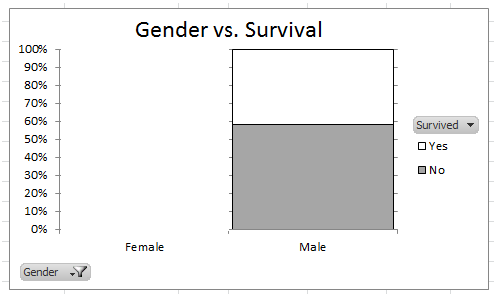 Gender vs. Survival
100%
90%
80%
70%
60%
50%
40%
30%
20%
10%
0%
Female
Male
Survived
Yes
No
Gender